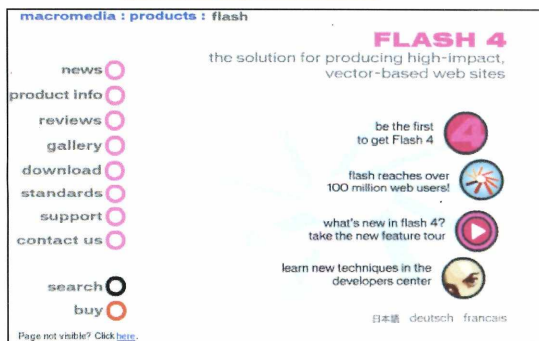 macromedia : products : flash
FLASH 4
the solution for producing high-impact,
vector-based web sites
news
product info
reviews
gallery
download
standards
support
contact us
search
buy
be the first
to get Flash 4
4
flash reaches over
100 million web users!
what's new in flash 4?
take the new feature tour
learn new techniques in the
developers center
日本語 deutsch francais
Page not visible? Click here.